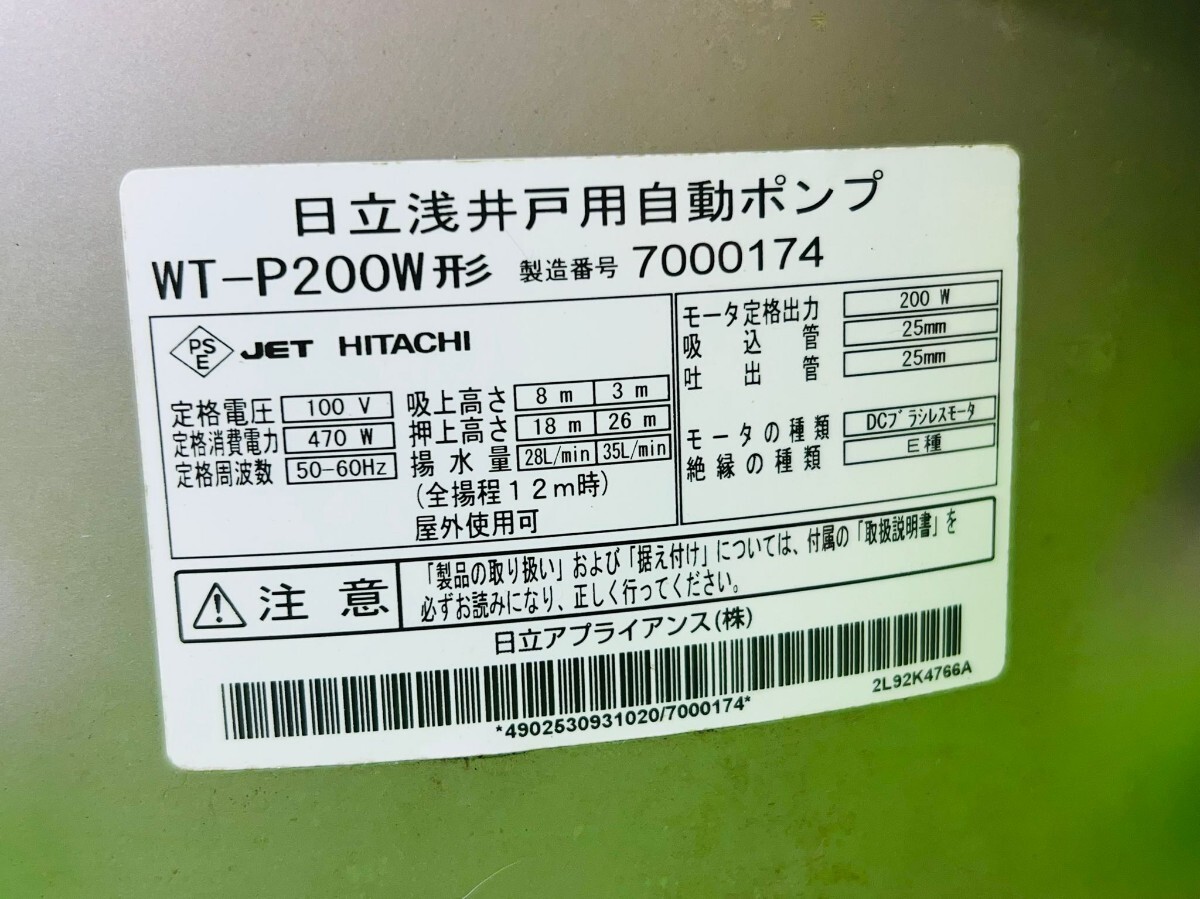 日立浅井戸用自動ポンプ
WT-P200W形 製造番号 7000174
PSE JET HITACHI
定格電圧 100 V
定格消費電力 470 W
定格周波数 50-60Hz
吸上高さ 8 m 3 m
押上高さ 18 m 26 m
揚水量 28L/min 35L/min
(全揚程12m時)
屋外使用可
モータ定格出力 200 W
吸込管 25mm
吐出管 25mm
モータの種類 DCブラシレスモータ
絶縁の種類 E種
注意
「製品の取り扱い」および「据え付け」については、付属の「取扱説明書」を
必ずお読みになり、正しく行ってください。
日立アプライアンス(株)
*4902530931020/7000174*
2L92K4766A